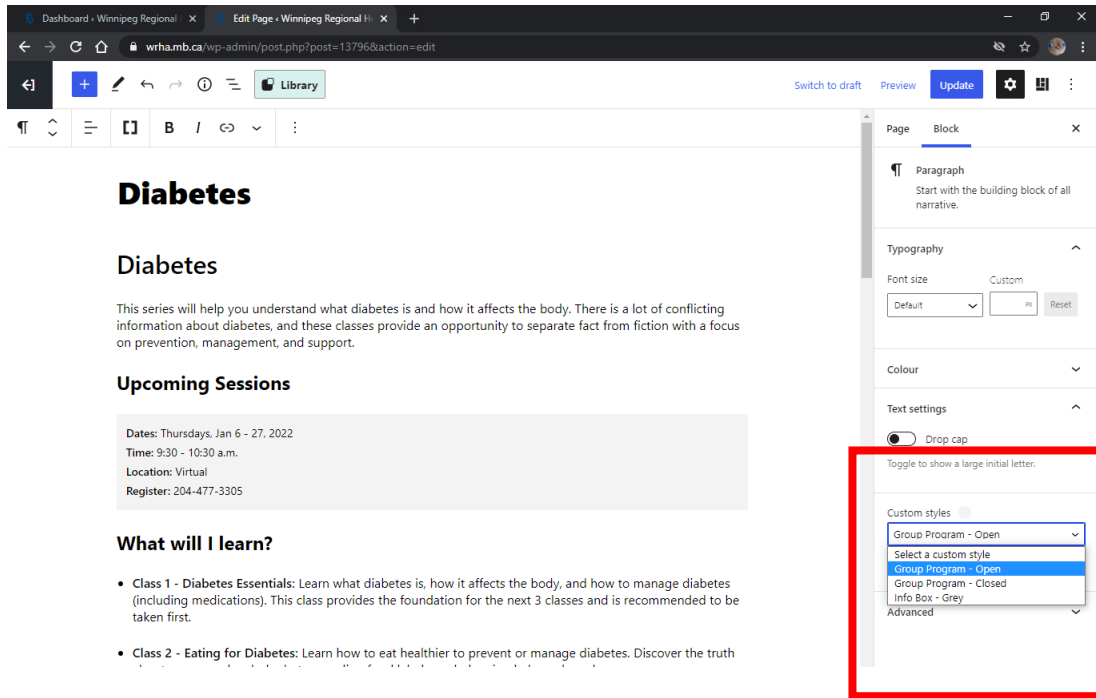 Dashboard ‹ Winnipeg Regional
Edit Page ‹ Winnipeg Regional He
wrha.mb.ca/wp-admin/post.php?post=13796&action=edit
Library
Switch to draft
Preview
Update
B I
Page Block
Diabetes
Diabetes
This series will help you understand what diabetes is and how it affects the body. There is a lot of conflicting
information about diabetes, and these classes provide an opportunity to separate fact from fiction with a focus
on prevention, management, and support.
Upcoming Sessions
Dates: Thursdays, Jan 6 - 27, 2022
Time: 9:30 - 10:30 a.m.
Location: Virtual
Register: 204-477-3305
What will I learn?
• Class 1 - Diabetes Essentials: Learn what diabetes is, how it affects the body, and how to manage diabetes
(including medications). This class provides the foundation for the next 3 classes and is recommended to be
taken first.
• Class 2 - Eating for Diabetes: Learn how to eat healthier to prevent or manage diabetes. Discover the truth
Paragraph
Start with the building block of all
narrative.
Typography
Font size Custom
Default PX Reset
Colour
Text settings
Drop cap
Toggle to show a large initial letter.
Custom styles
Group Program - Open
Select a custom style
Group Program - Open
Group Program - Closed
Info Box - Grey
Advanced